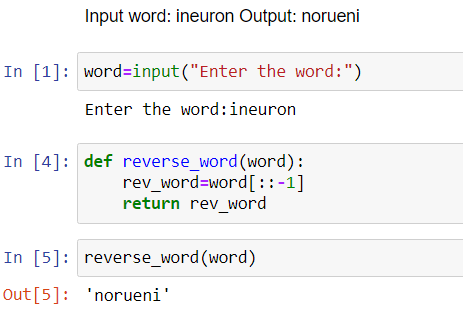 Input word: ineuron Output: norueni
In [1]: word=input("Enter the word:")
Enter the word:ineuron
In [4]: def reverse_word(word):
    rev_word=word[::-1]
    return rev_word
In [5]: reverse_word(word)
Out[5]: 'norueni'